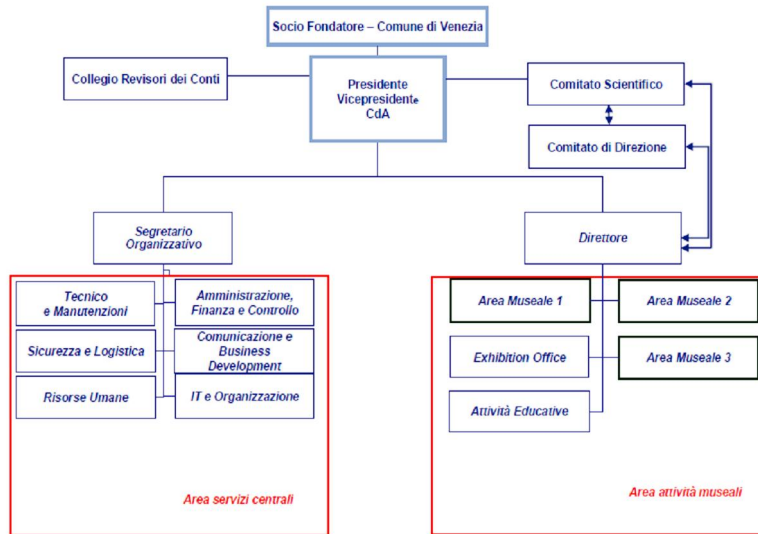 Socio Fondatore – Comune di Venezia
Collegio Revisori dei Conti
Presidente
Vicepresidente
CdA
Comitato Scientifico
Comitato di Direzione
Segretario
Organizzativo
Direttore
Tecnico
e Manutenzioni
Amministrazione,
Finanza e Controllo
Sicurezza e Logistica
Comunicazione e
Business
Development
Risorse Umane
IT e Organizzazione
Area servizi centrali
Area Museale 1
Area Museale 2
Exhibition Office
Area Museale 3
Attività Educative
Area attività museali